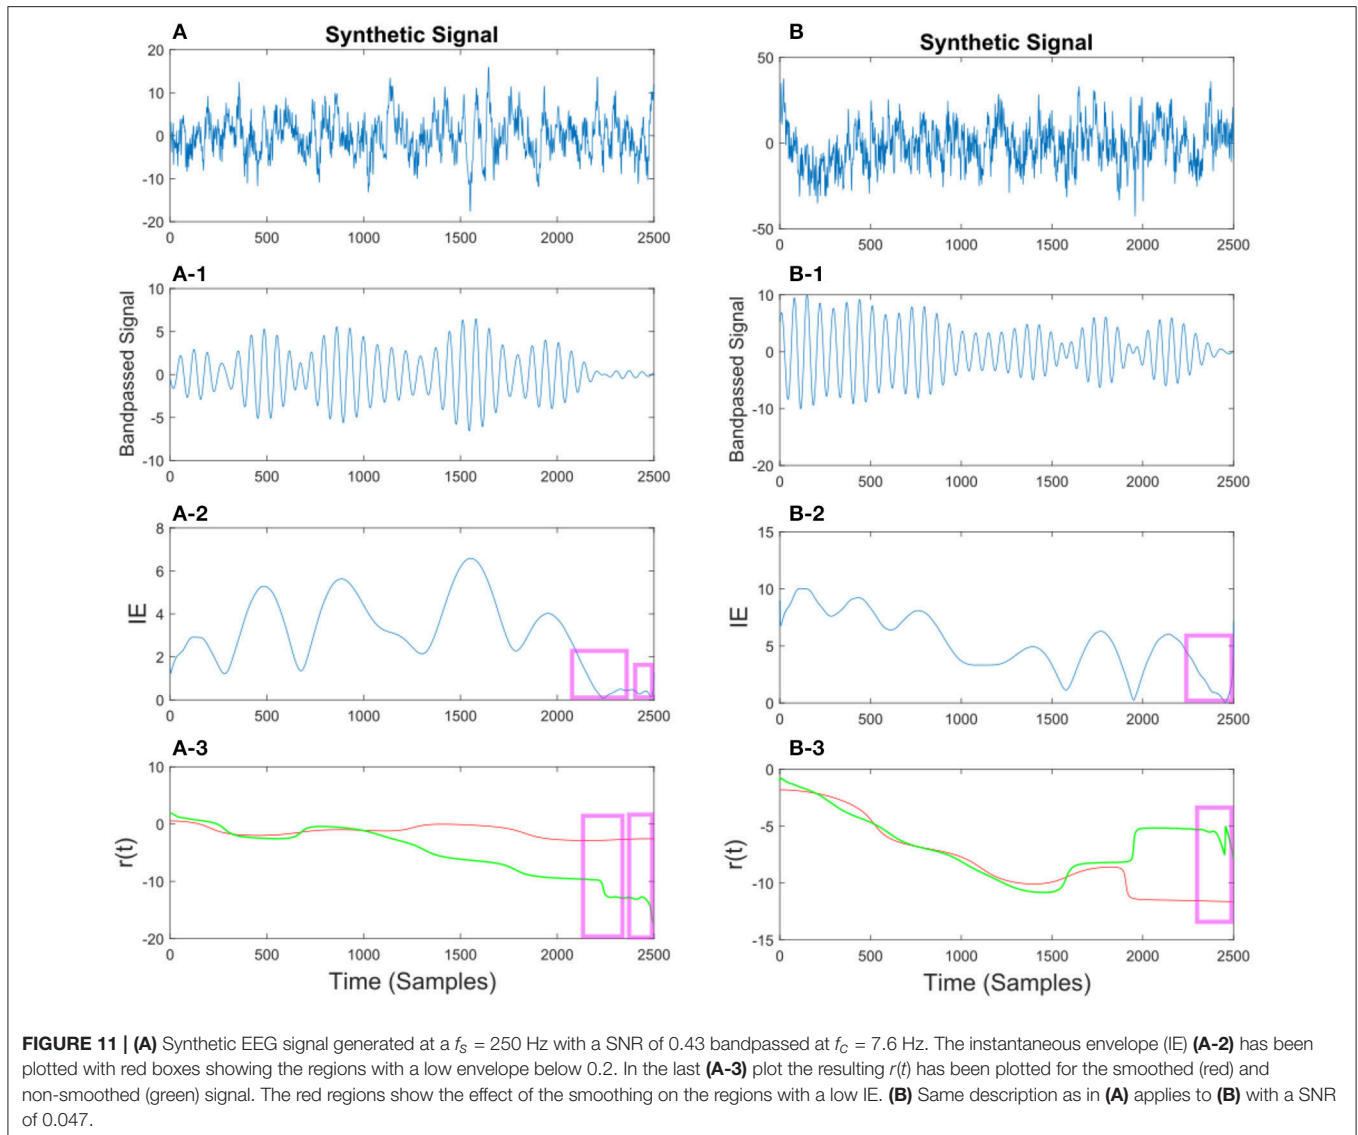 A
Synthetic Signal
20
10
0
-10
-20
0 500 1000 1500 2000 2500
B
Synthetic Signal
50
0
-50
0 500 1000 1500 2000 2500
A-1
Bandpassed Signal
10
5
0
-5
-10
0 500 1000 1500 2000 2500
B-1
Bandpassed Signal
10
0
-10
-20
0 500 1000 1500 2000 2500
A-2
IE
8
6
4
2
0
0 500 1000 1500 2000 2500
B-2
IE
15
10
5
0
0 500 1000 1500 2000 2500
A-3
r(t)
10
0
-10
-20
0 500 1000 1500 2000 2500
Time (Samples)
B-3
r(t)
0
-5
-10
-15
0 500 1000 1500 2000 2500
Time (Samples)
FIGURE 11 | (A) Synthetic EEG signal generated at a fS = 250 Hz with a SNR of 0.43 bandpassed at fC = 7.6 Hz. The instantaneous envelope (IE) (A-2) has been
plotted with red boxes showing the regions with a low envelope below 0.2. In the last (A-3) plot the resulting r(t) has been plotted for the smoothed (red) and
non-smoothed (green) signal. The red regions show the effect of the smoothing on the regions with a low IE. (B) Same description as in (A) applies to (B) with a SNR
of 0.047.